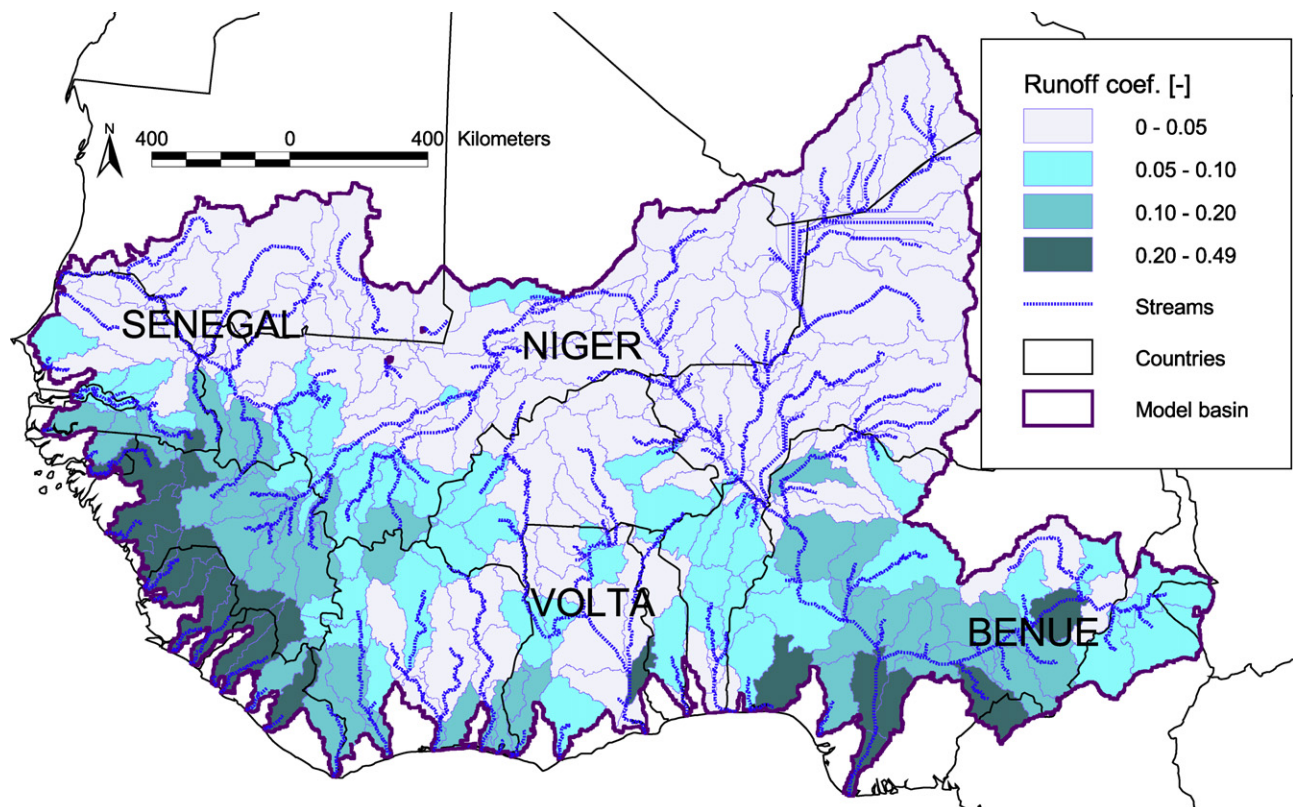 N
400 0 400 Kilometers
Runoff coef. [-]
0 - 0.05
0.05 - 0.10
0.10 - 0.20
0.20 - 0.49
Streams
Countries
Model basin
SENEGAL
NIGER
VOLTA
BENUE